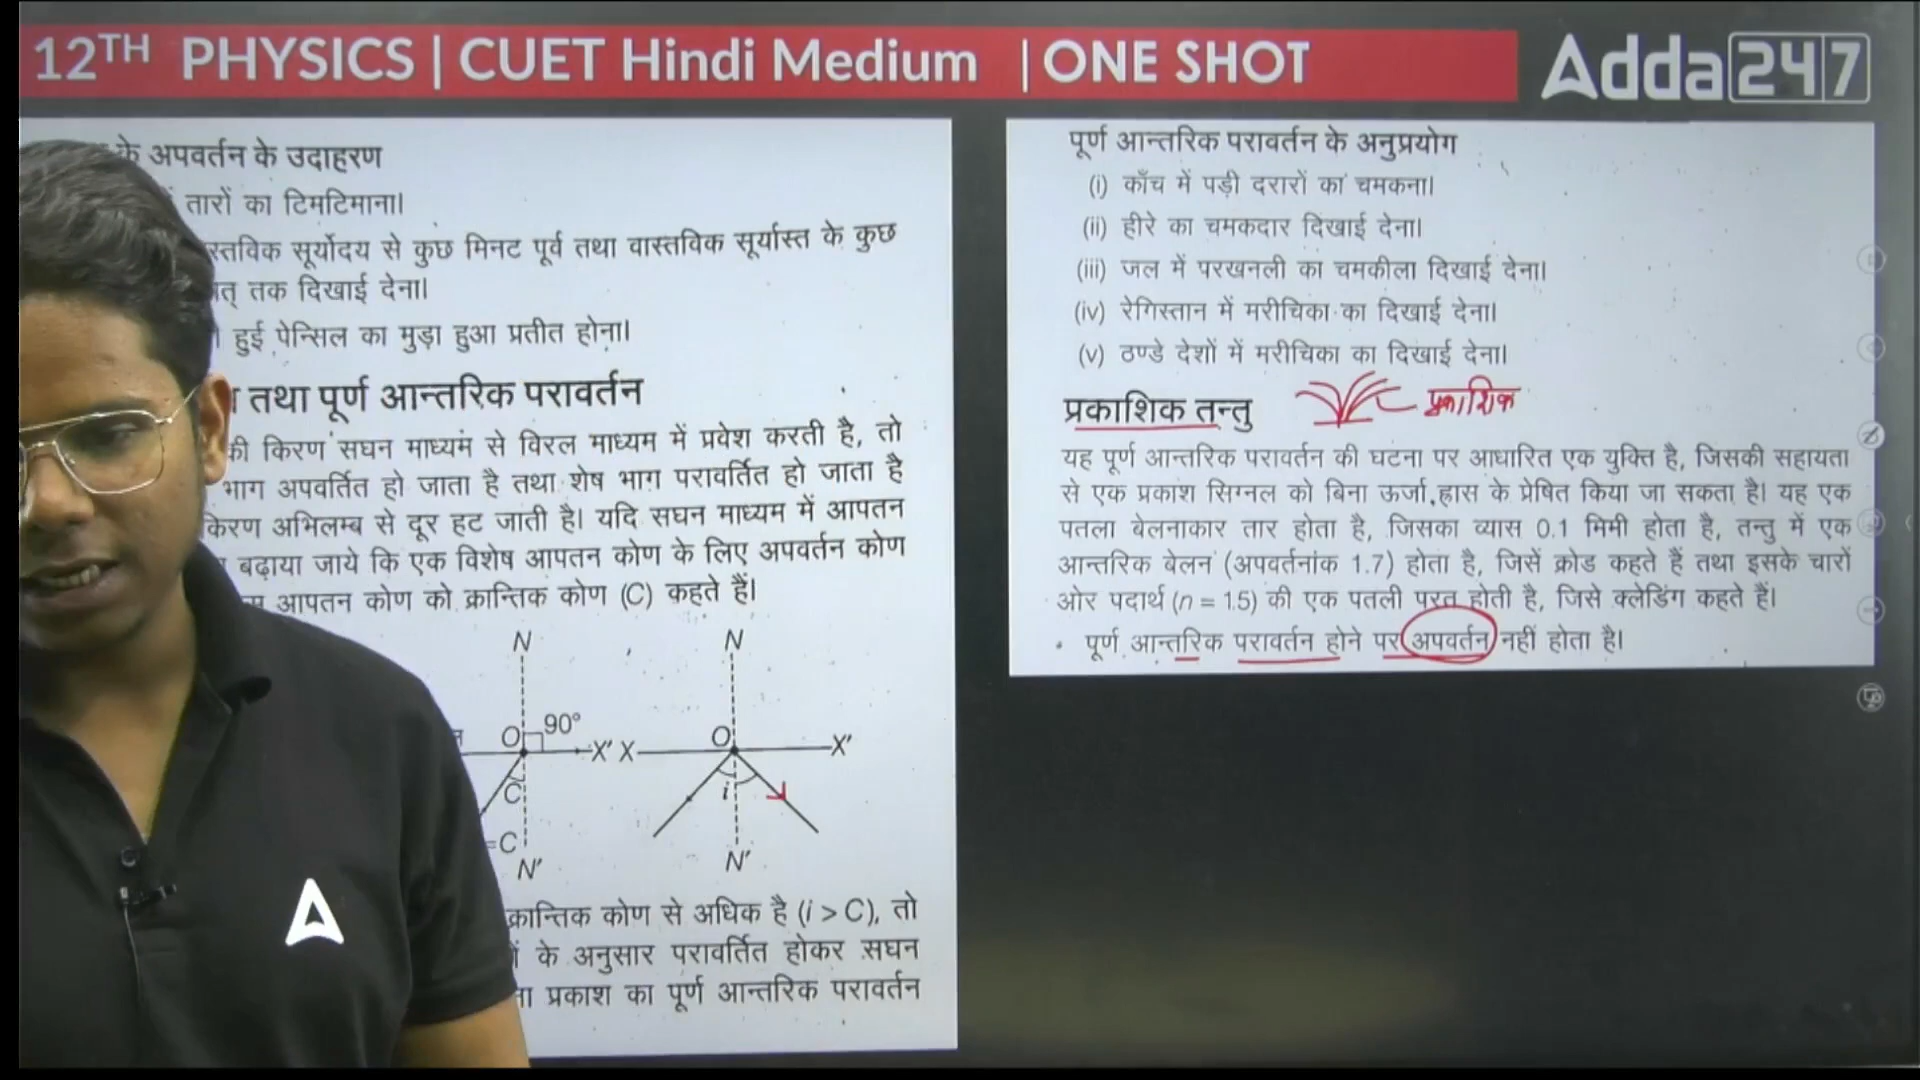 12TH PHYSICS | CUET Hindi Medium | ONE SHOT
Adda247
के अपवर्तन के उदाहरण
तारों का टिमटिमाना।
सूर्योदय से कुछ मिनट पूर्व तथा वास्तविक सूर्यास्त के कुछ
तक दिखाई देना।
हुई पेन्सिल का मुड़ा हुआ प्रतीत होना।
तथा पूर्ण आन्तरिक परावर्तन
की किरण सघन माध्यम से विरल माध्यम में प्रवेश करती है, तो
भाग अपवर्तित हो जाता है तथा शेष भाग परावर्तित हो जाता है
किरण अभिलम्ब से दूर हट जाती है। यदि सघन माध्यम में आपतन
बढ़ाया जाये कि एक विशेष आपतन कोण के लिए अपवर्तन कोण
आपतन कोण को क्रान्तिक कोण (C) कहते हैं।
N N
O 90° X' X O X'
C i
=C
N' N'
क्रान्तिक कोण से अधिक है (i > C), तो
के अनुसार परावर्तित होकर सघन
प्रकाश का पूर्ण आन्तरिक परावर्तन
पूर्ण आन्तरिक परावर्तन के अनुप्रयोग
(i) काँच में पड़ी दरारों का चमकना।
(ii) हीरे का चमकदार दिखाई देना।
(iii) जल में परखनली का चमकीला दिखाई देना।
(iv) रेगिस्तान में मरीचिका का दिखाई देना।
(v) ठण्डे देशों में मरीचिका का दिखाई देना।
प्रकाशिक तन्तु प्रकाशिक
यह पूर्ण आन्तरिक परावर्तन की घटना पर आधारित एक युक्ति है, जिसकी सहायता
से एक प्रकाश सिग्नल को बिना ऊर्जा ह्रास के प्रेषित किया जा सकता है। यह एक
पतला बेलनाकार तार होता है, जिसका व्यास 0.1 मिमी होता है, तन्तु में एक
आन्तरिक बेलन (अपवर्तनांक 1.7) होता है, जिसे क्रोड कहते हैं तथा इसके चारों
ओर पदार्थ (n = 1.5) की एक पतली परत होती है, जिसे क्लेडिंग कहते हैं।
• पूर्ण आन्तरिक परावर्तन होने पर अपवर्तन नहीं होता है।